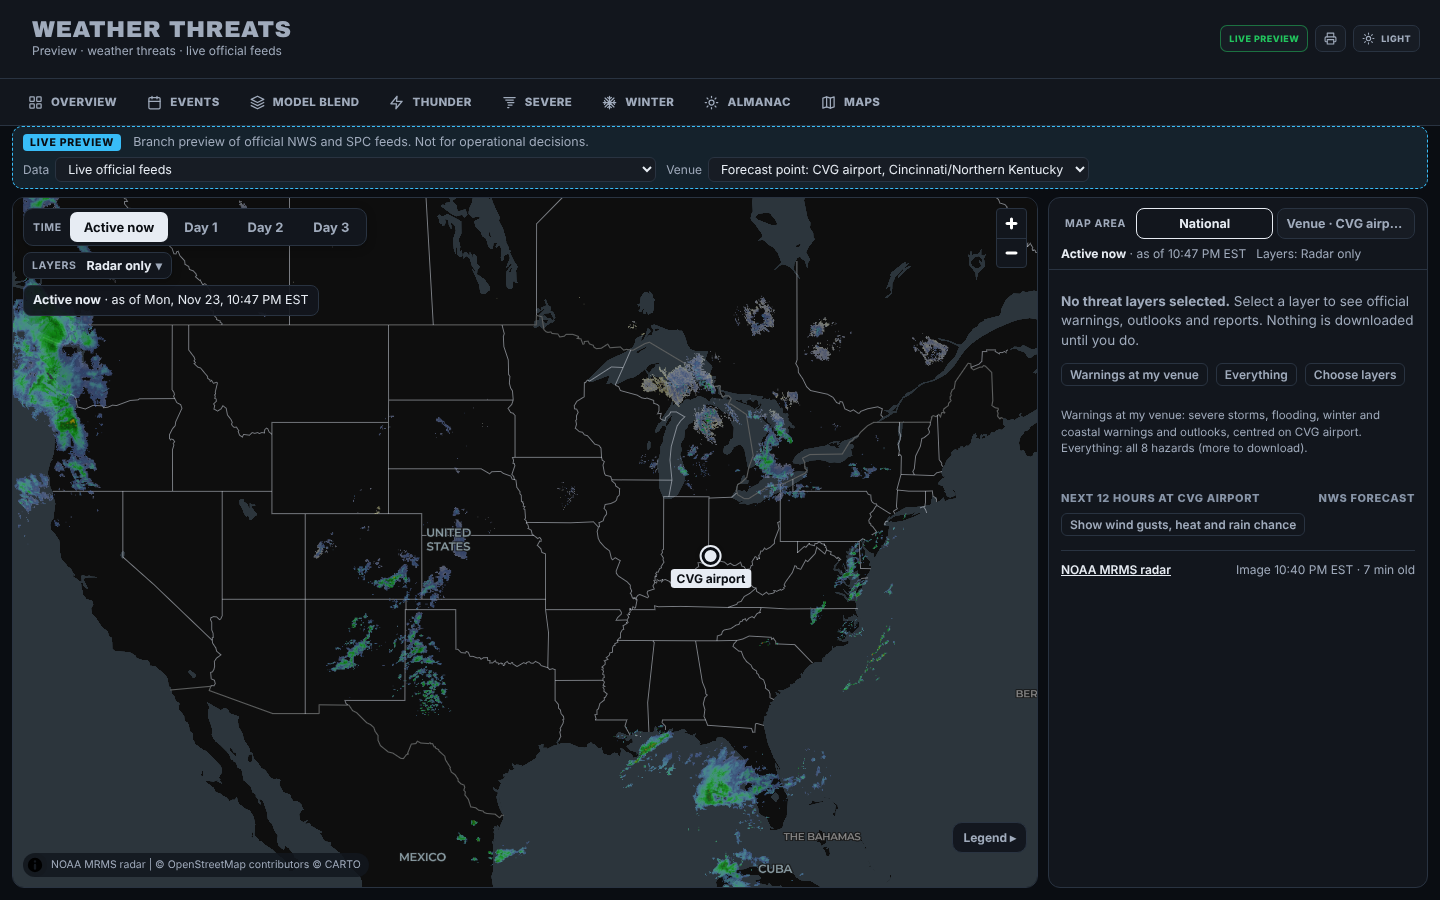 WEATHER THREATS
Preview · weather threats · live official feeds
LIVE PREVIEW
LIGHT
OVERVIEW
EVENTS
MODEL BLEND
THUNDER
SEVERE
WINTER
ALMANAC
MAPS
LIVE PREVIEW Branch preview of official NWS and SPC feeds. Not for operational decisions.
Data Live official feeds Venue Forecast point: CVG airport, Cincinnati/Northern Kentucky
TIME Active now Day 1 Day 2 Day 3
LAYERS Radar only ▾
Active now · as of Mon, Nov 23, 10:47 PM EST
+
−
UNITED
STATES
CVG airport
BER
THE BAHAMAS
MEXICO
CUBA
Legend ▸
NOAA MRMS radar | © OpenStreetMap contributors © CARTO
MAP AREA National Venue · CVG airp...
Active now · as of 10:47 PM EST Layers: Radar only
No threat layers selected. Select a layer to see official
warnings, outlooks and reports. Nothing is downloaded
until you do.
Warnings at my venue Everything Choose layers
Warnings at my venue: severe storms, flooding, winter and
coastal warnings and outlooks, centred on CVG airport.
Everything: all 8 hazards (more to download).
NEXT 12 HOURS AT CVG AIRPORT NWS FORECAST
Show wind gusts, heat and rain chance
NOAA MRMS radar Image 10:40 PM EST · 7 min old